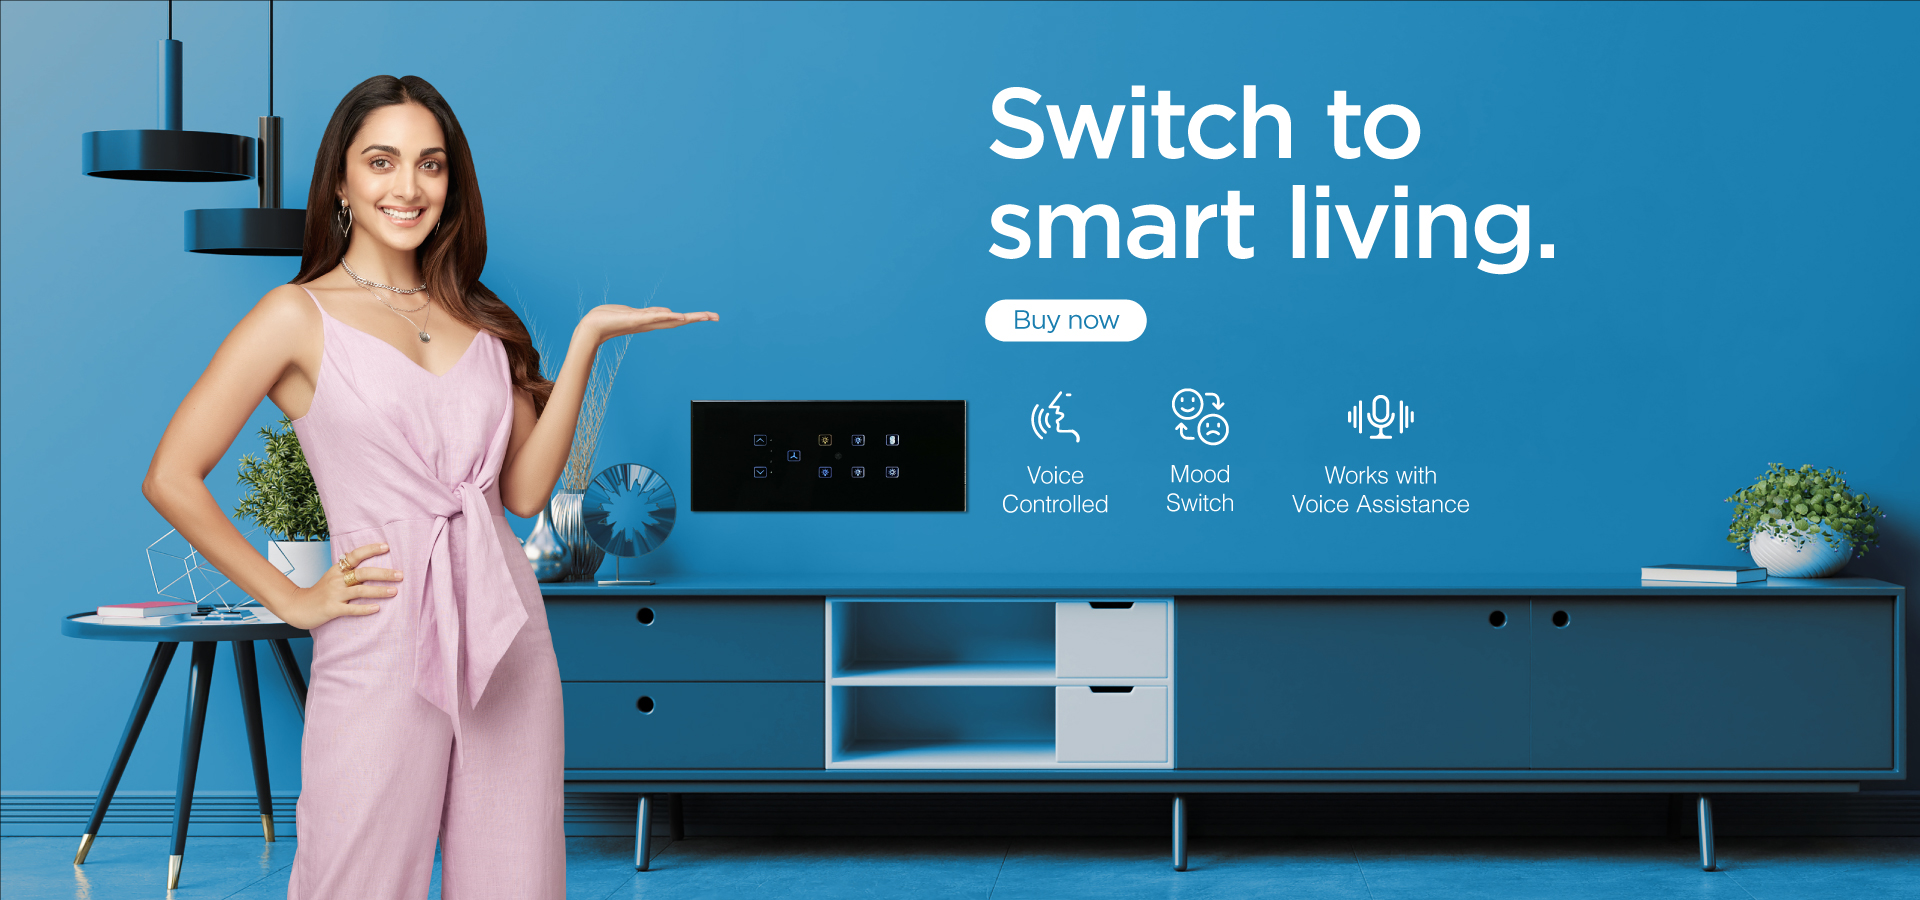 Switch to
smart living.
Buy now
Voice
Controlled
Mood
Switch
Works with
Voice Assistance